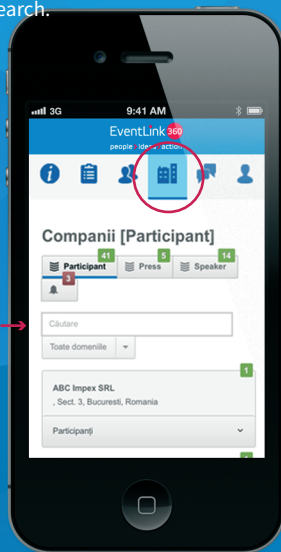 earch.
3G 9:41 AM
EventLink 360
people ideas action
Companii [Participant]
41 5 14
Participant Press Speaker
3
Căutare
Toate domeniile
1
ABC Impex SRL
, Sect. 3, Bucuresti, Romania
Participanți